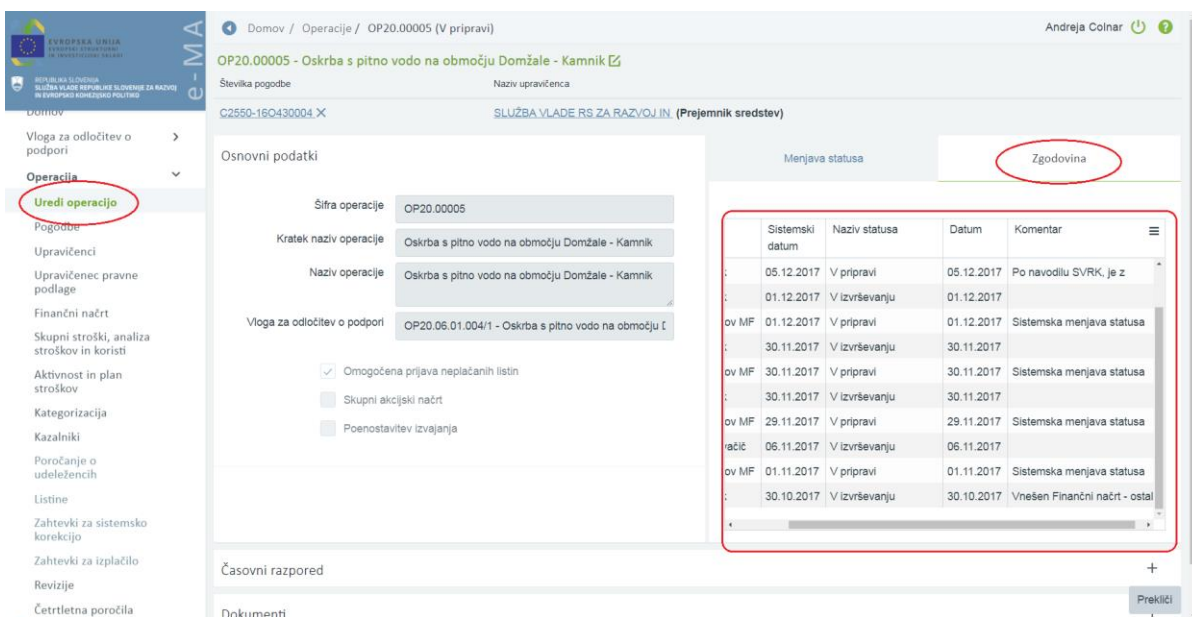 EVROPSKA UNIJA
EVROPSKI STRUKTURNI
IN INVESTICIJSKI SKLADI
REPUBLIKA SLOVENIJA
SLUŽBA VLADE REPUBLIKE SLOVENIJE ZA RAZVOJ
IN EVROPSKO KOHEZIJSKO POLITIKO
e-MA
Domov / Operacije / OP20.00005 (V pripravi)
Andreja Colnar
OP20.00005 - Oskrba s pitno vodo na območju Domžale - Kamnik
Številka pogodbe Naziv upravičenca
C2550-16O430004 SLUŽBA VLADE RS ZA RAZVOJ IN (Prejemnik sredstev)
Domov
Vloga za odločitev o
podpori
Operacija
Uredi operacijo
Pogodbe
Upravičenci
Upravičenec pravne
podlage
Finančni načrt
Skupni stroški, analiza
stroškov in koristi
Aktivnost in plan
stroškov
Kategorizacija
Kazalniki
Poročanje o
udeležencih
Listine
Zahtevki za sistemsko
korekcijo
Zahtevki za izplačilo
Revizije
Četrtletna poročila
Osnovni podatki
Šifra operacije OP20.00005
Kratek naziv operacije Oskrba s pitno vodo na območju Domžale - Kamnik
Naziv operacije Oskrba s pitno vodo na območju Domžale - Kamnik
Vloga za odločitev o podpori OP20.06.01.004/1 - Oskrba s pitno vodo na območju
Omogočena prijava neplačanih listin
Skupni akcijski načrt
Poenostavitev izvajanja
Menjava statusa Zgodovina
Sistemski
datum Naziv statusa Datum Komentar
05.12.2017 V pripravi 05.12.2017 Po navodilu SVRK, je z
01.12.2017 V izvrševanju 01.12.2017
ov MF 01.12.2017 V pripravi 01.12.2017 Sistemska menjava statusa
30.11.2017 V izvrševanju 30.11.2017
ov MF 30.11.2017 V pripravi 30.11.2017 Sistemska menjava statusa
30.11.2017 V izvrševanju 30.11.2017
ov MF 29.11.2017 V pripravi 29.11.2017 Sistemska menjava statusa
vačič 06.11.2017 V izvrševanju 06.11.2017
ov MF 01.11.2017 V pripravi 01.11.2017 Sistemska menjava statusa
30.10.2017 V izvrševanju 30.10.2017 Vnešen Finančni načrt - ostal
Časovni razpored
Prekliči
Dokumenti